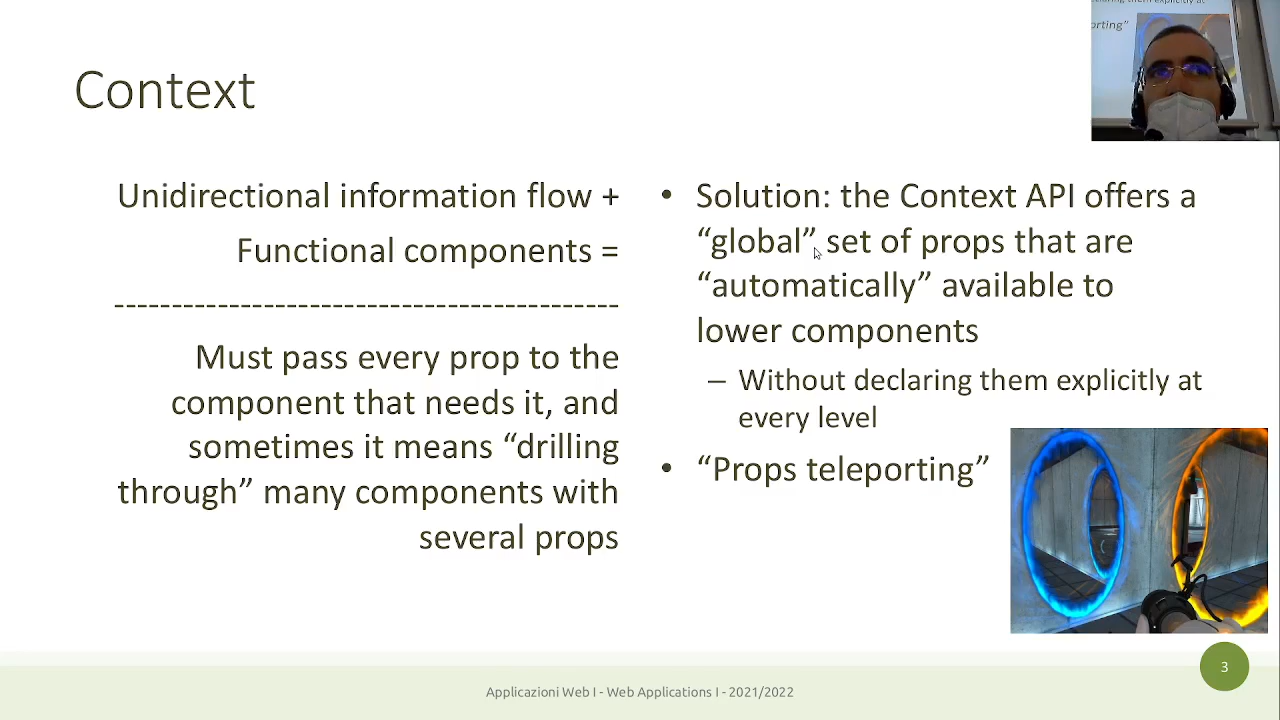 Context
Unidirectional information flow +
Functional components =
--------------------------------------------
Must pass every prop to the
component that needs it, and
sometimes it means “drilling
through” many components with
several props
• Solution: the Context API offers a
“global” set of props that are
“automatically” available to
lower components
– Without declaring them explicitly at
every level
• “Props teleporting”
3
Applicazioni Web I - Web Applications I - 2021/2022
explicitly at
orting”